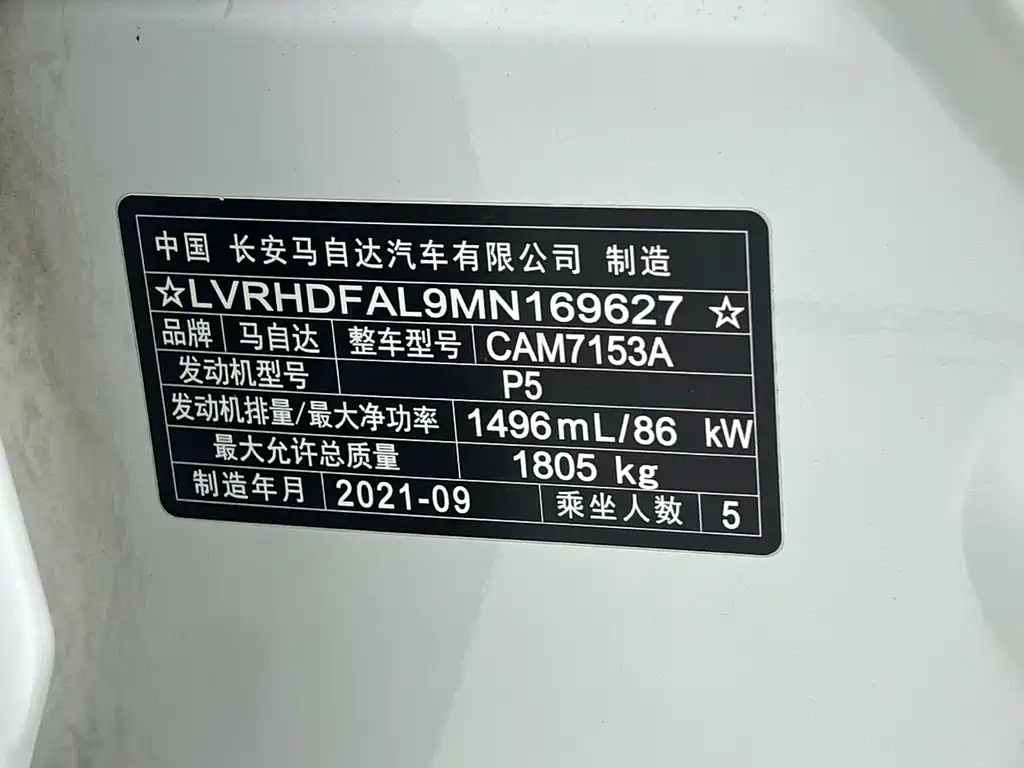 中国 长安马自达汽车有限公司 制造
☆LVRHDFAL9MN169627☆
品牌 马自达 整车型号 CAM7153A
发动机型号 P5
发动机排量/最大净功率 1496mL/86 kW
最大允许总质量 1805 kg
制造年月 2021-09 乘坐人数 5